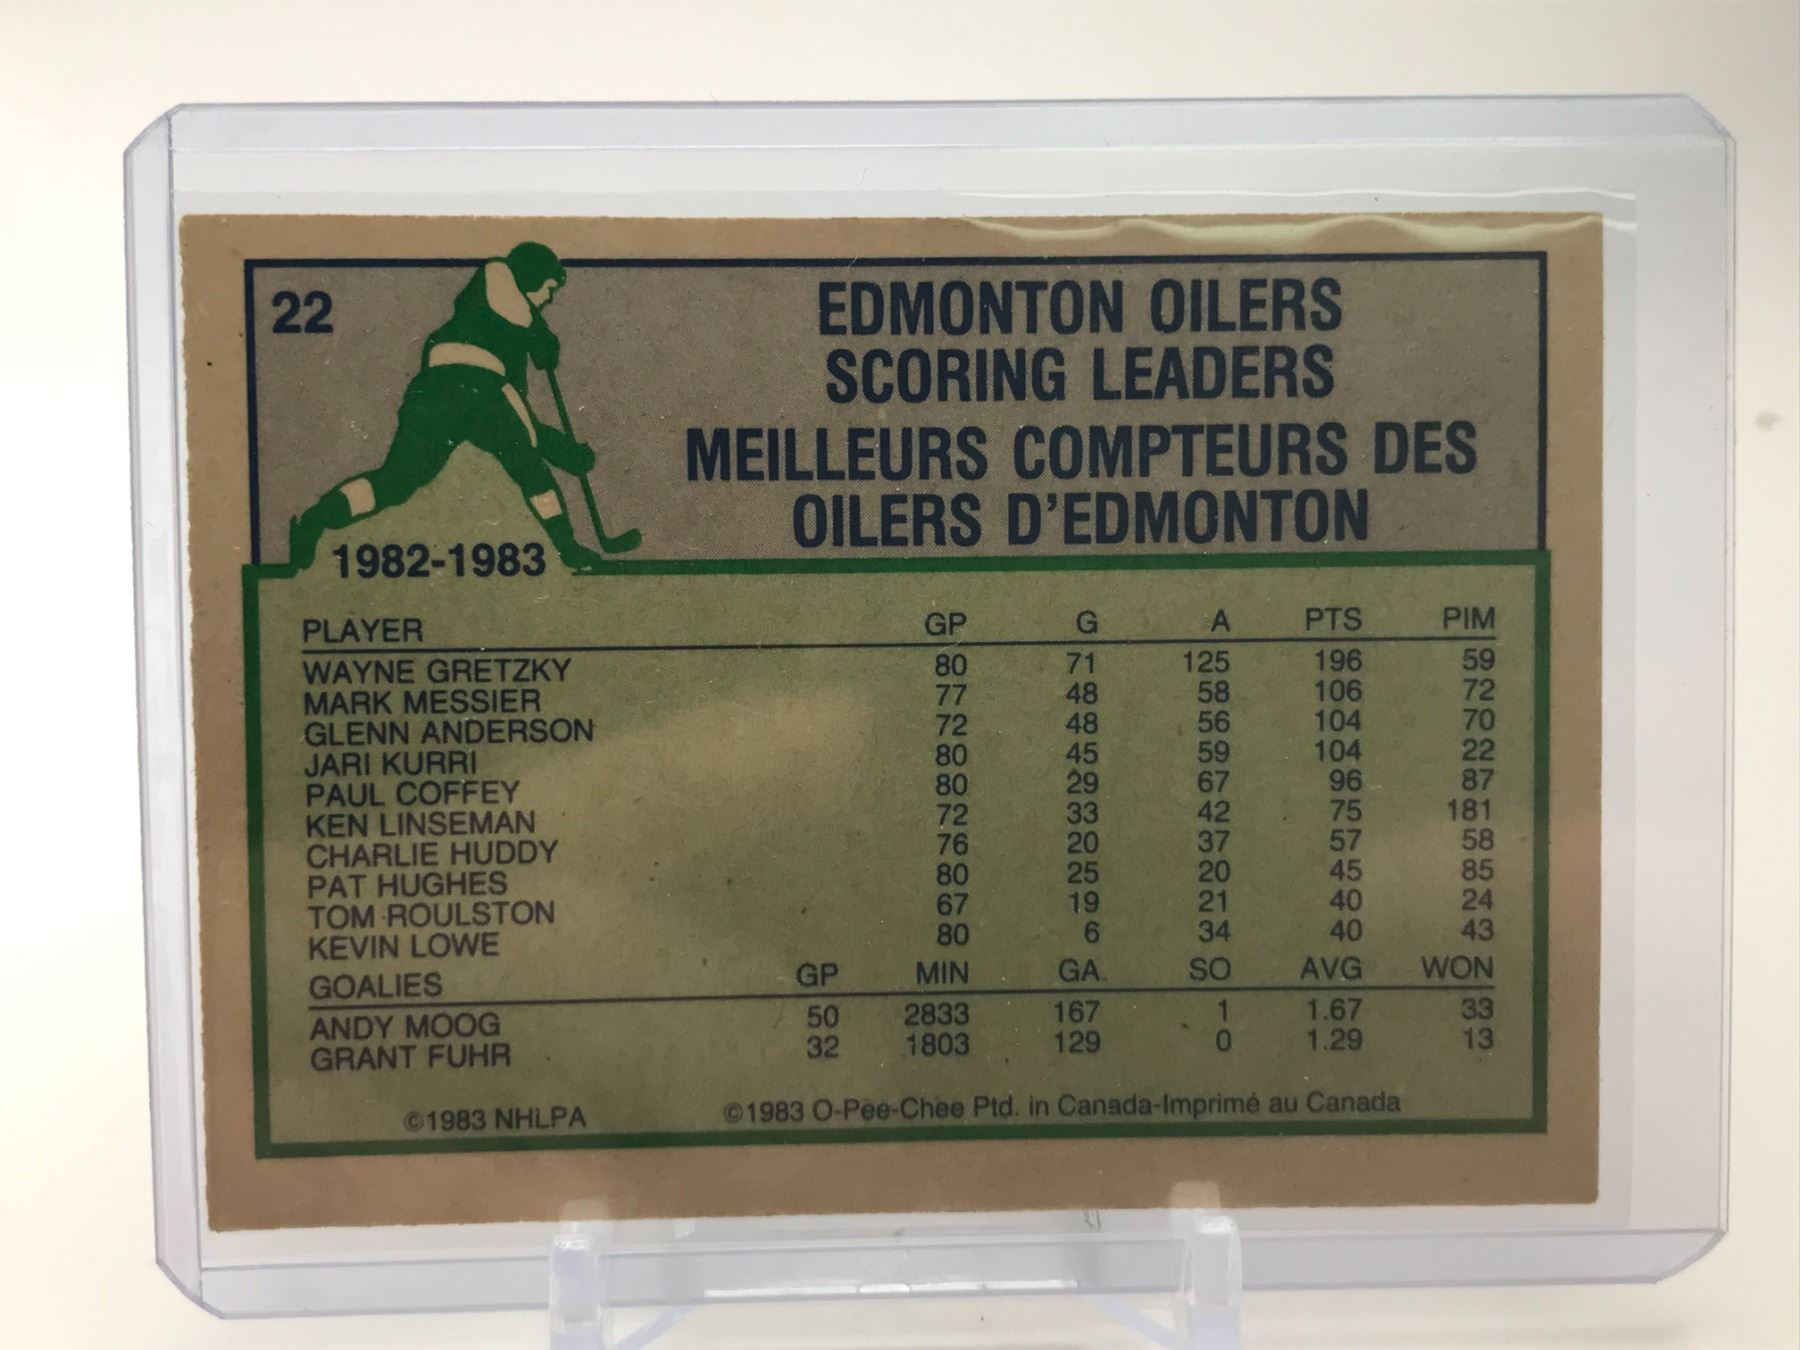 22
EDMONTON OILERS
SCORING LEADERS
MEILLEURS COMPTEURS DES
OILERS D'EDMONTON
1982-1983
PLAYER GP G A PTS PIM
WAYNE GRETZKY 80 71 125 196 59
MARK MESSIER 77 48 58 106 72
GLENN ANDERSON 72 48 56 104 70
JARI KURRI 80 45 59 104 22
PAUL COFFEY 80 29 67 96 87
KEN LINSEMAN 72 33 42 75 181
CHARLIE HUDDY 76 20 37 57 58
PAT HUGHES 80 25 20 45 85
TOM ROULSTON 67 19 21 40 24
KEVIN LOWE 80 6 34 40 43
GOALIES GP MIN GA. SO AVG WON
ANDY MOOG 50 2833 167 1 1.67 33
GRANT FUHR 32 1803 129 0 1.29 13
©1983 NHLPA ©1983 O-Pee-Chee Ptd. in Canada-Imprimé au Canada